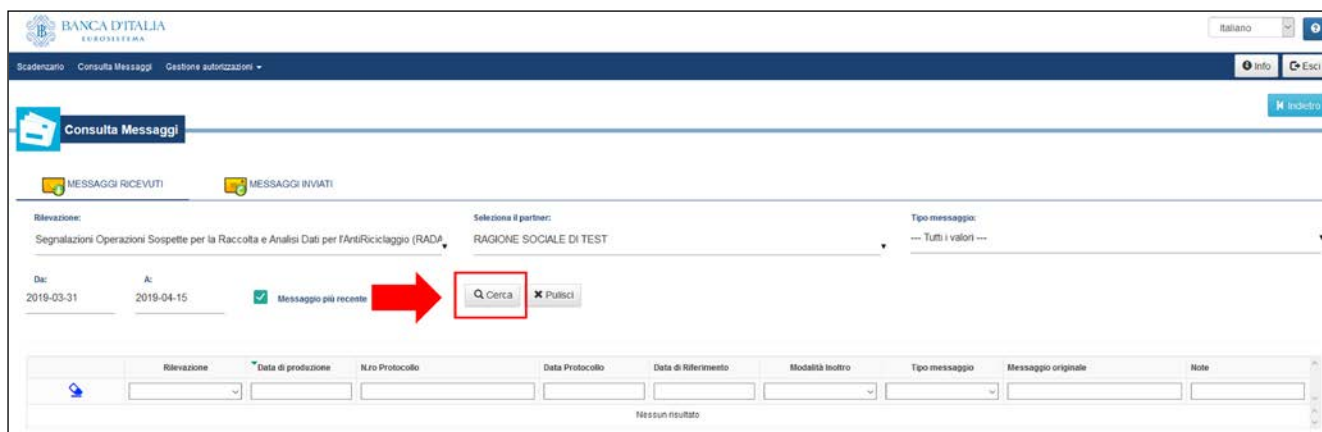 BANCA D'ITALIA
EUROSISTEMA
Italiano
Scadenzario Consulta Messaggi Gestione autorizzazioni
Info Esci
Indietro
Consulta Messaggi
MESSAGGI RICEVUTI MESSAGGI INVIATI
Rilevazione: Seleziona il partner: Tipo messaggio:
Segnalazioni Operazioni Sospette per la Raccolta e Analisi Dati per l'AntiRiciclaggio (RADA RAGIONE SOCIALE DI TEST --- Tutti i valori ---
Da: A:
2019-03-31 2019-04-15 Messaggio più recente Cerca Pulisci
Rilevazione Data di produzione N.ro Protocollo Data Protocollo Data di Riferimento Modalità Inoltro Tipo messaggio Messaggio originale Note
Nessun risultato